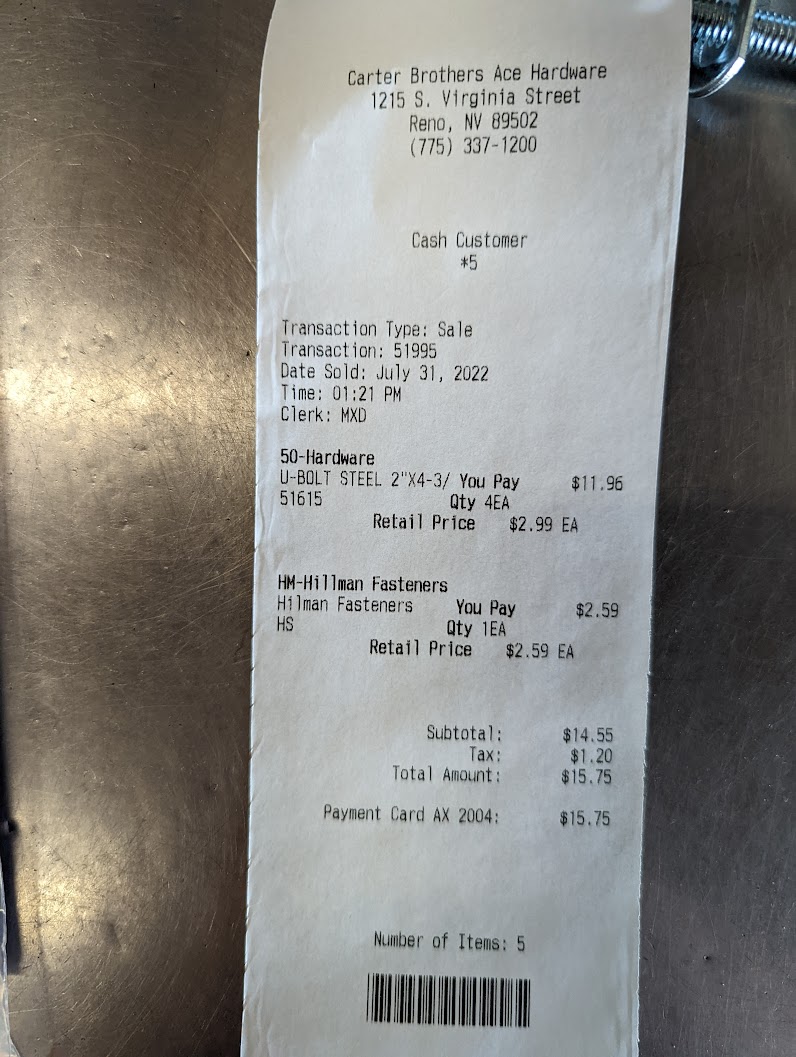 Carter Brothers Ace Hardware
1215 S. Virginia Street
Reno, NV 89502
(775) 337-1200
Cash Customer
*5
Transaction Type: Sale
Transaction: 51995
Date Sold: July 31, 2022
Time: 01:21 PM
Clerk: MXD
50-Hardware
U-BOLT STEEL 2"X4-3/ You Pay $11.96
51615 Qty 4EA
Retail Price $2.99 EA
HM-Hillman Fasteners
Hilman Fasteners You Pay $2.59
HS Qty 1EA
Retail Price $2.59 EA
Subtotal: $14.55
Tax: $1.20
Total Amount: $15.75
Payment Card AX 2004: $15.75
Number of Items: 5